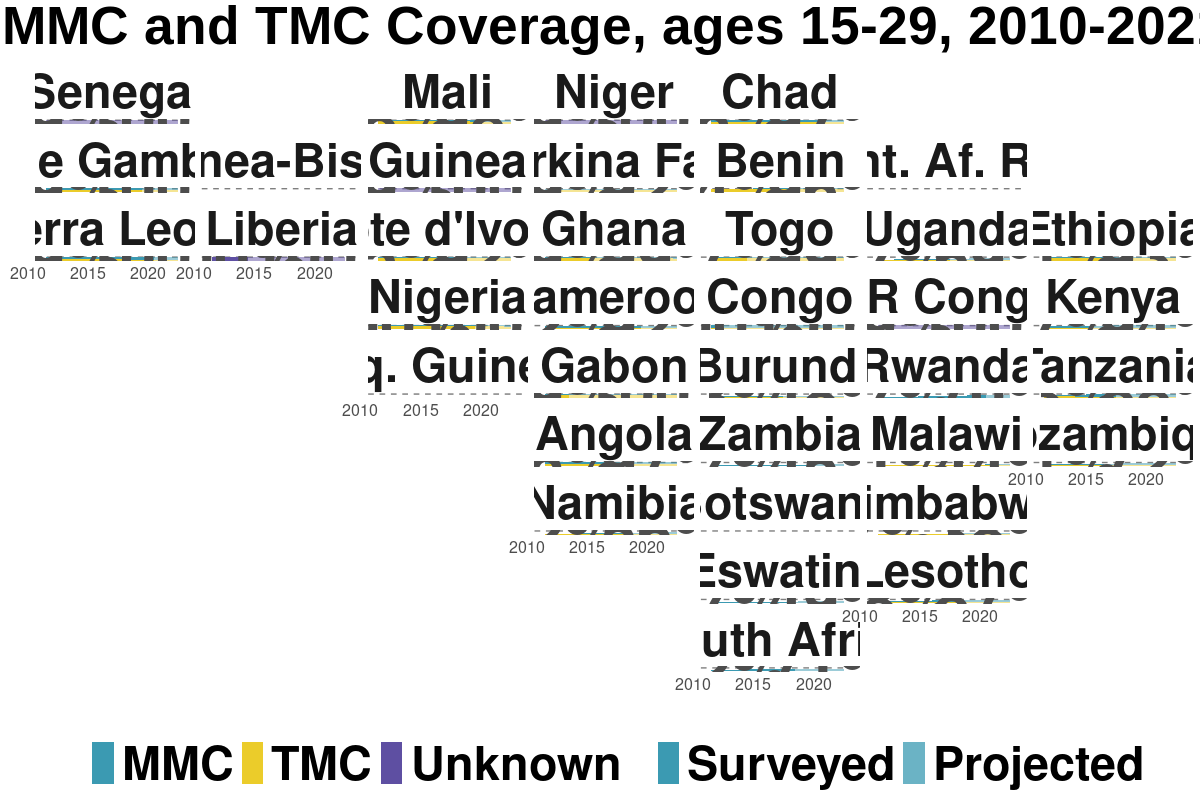 MMC and TMC Coverage, ages 15-29, 2010-202
Senega Mali Niger Chad
e Gamb nea-Bis Guinea rkina Fa Benin nt. Af. R
erra Leo Liberia te d'Ivo Ghana Togo Uganda Ethiopia
2010 2015 2020 2010 2015 2020
Nigeria ameroo Congo R Cong Kenya
q. Guine Gabon Burund Rwanda Tanzania
2010 2015 2020
Angola Zambia Malawi ozambiq
2010 2015 2020
Namibia otswan imbabw
2010 2015 2020
Eswatin Lesotho
2010 2015 2020
uth Afri
2010 2015 2020
MMC TMC Unknown Surveyed Projected